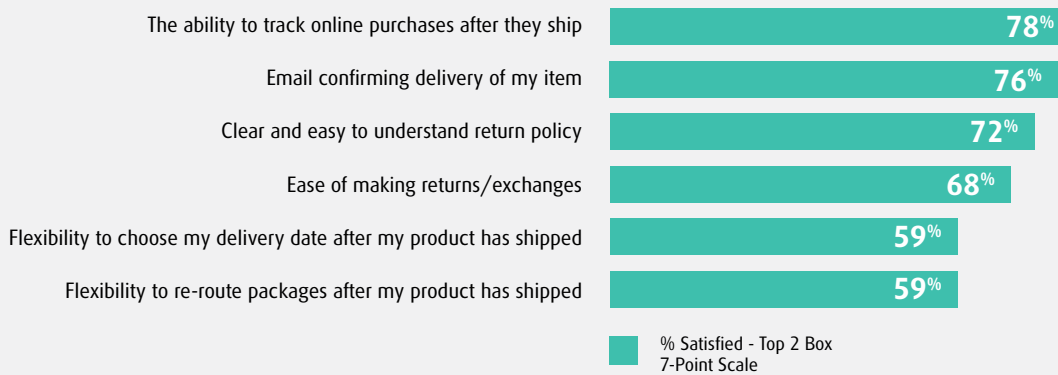 The ability to track online purchases after they ship 78%
Email confirming delivery of my item 76%
Clear and easy to understand return policy 72%
Ease of making returns/exchanges 68%
Flexibility to choose my delivery date after my product has shipped 59%
Flexibility to re-route packages after my product has shipped 59%
% Satisfied - Top 2 Box
7-Point Scale